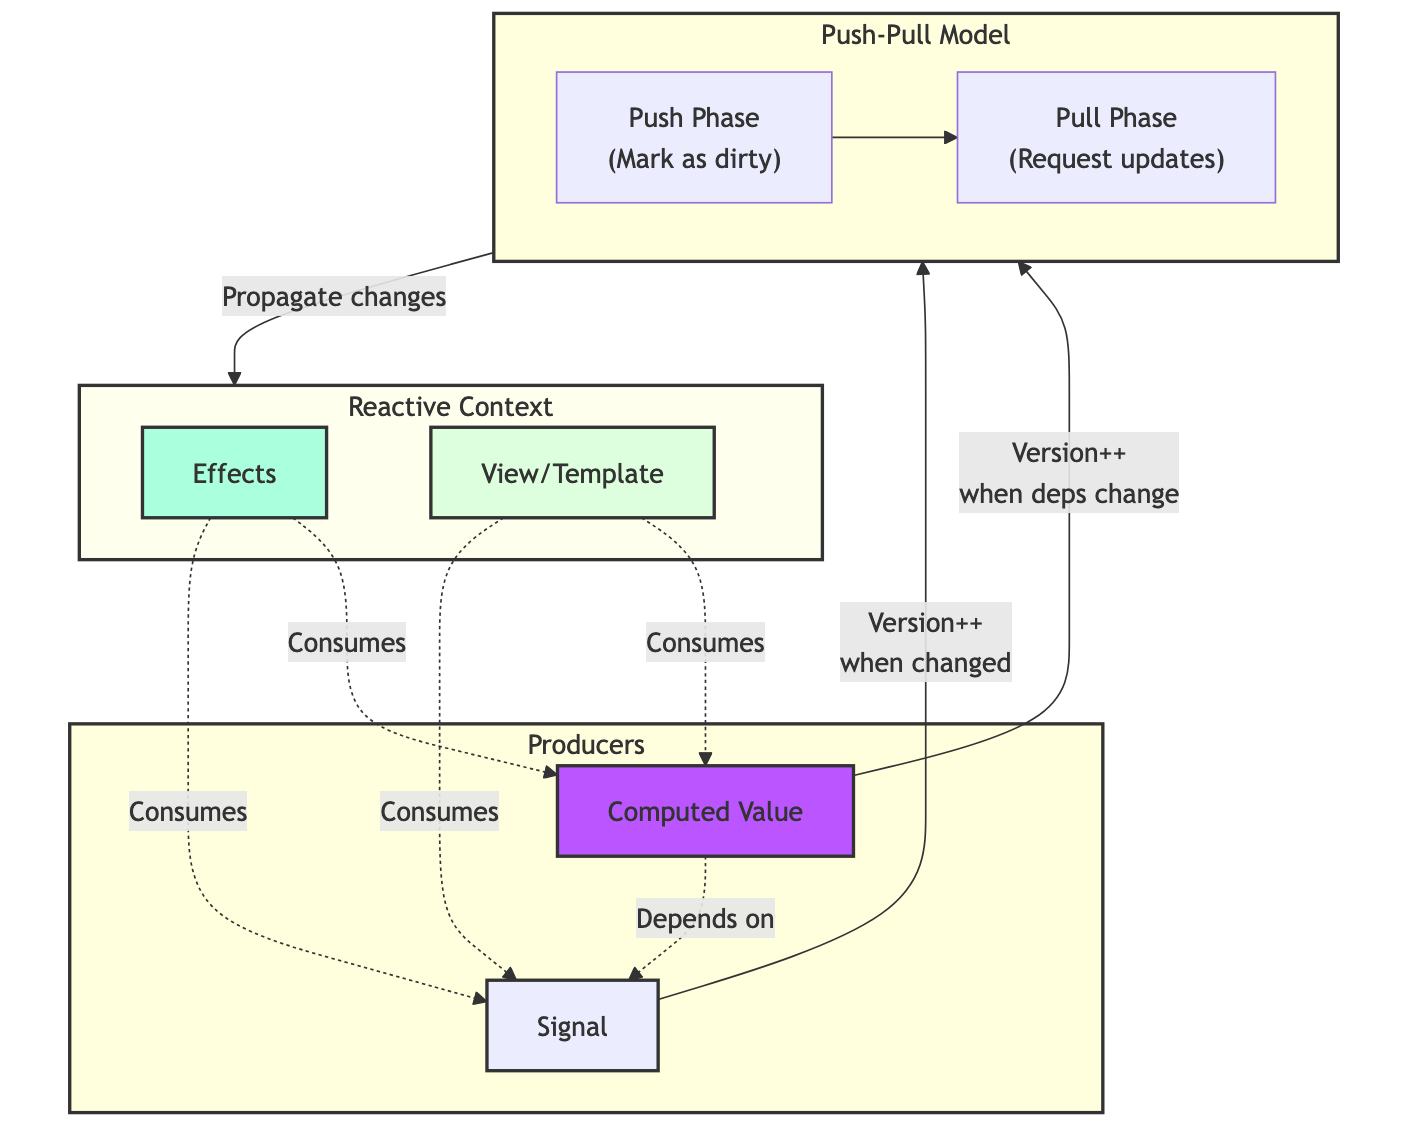 Push-Pull Model
Push Phase
(Mark as dirty)
Pull Phase
(Request updates)
Propagate changes
Reactive Context
Effects
View/Template
Version++
when deps change
Consumes
Consumes
Version++
when changed
Producers
Consumes
Consumes
Computed Value
Depends on
Signal